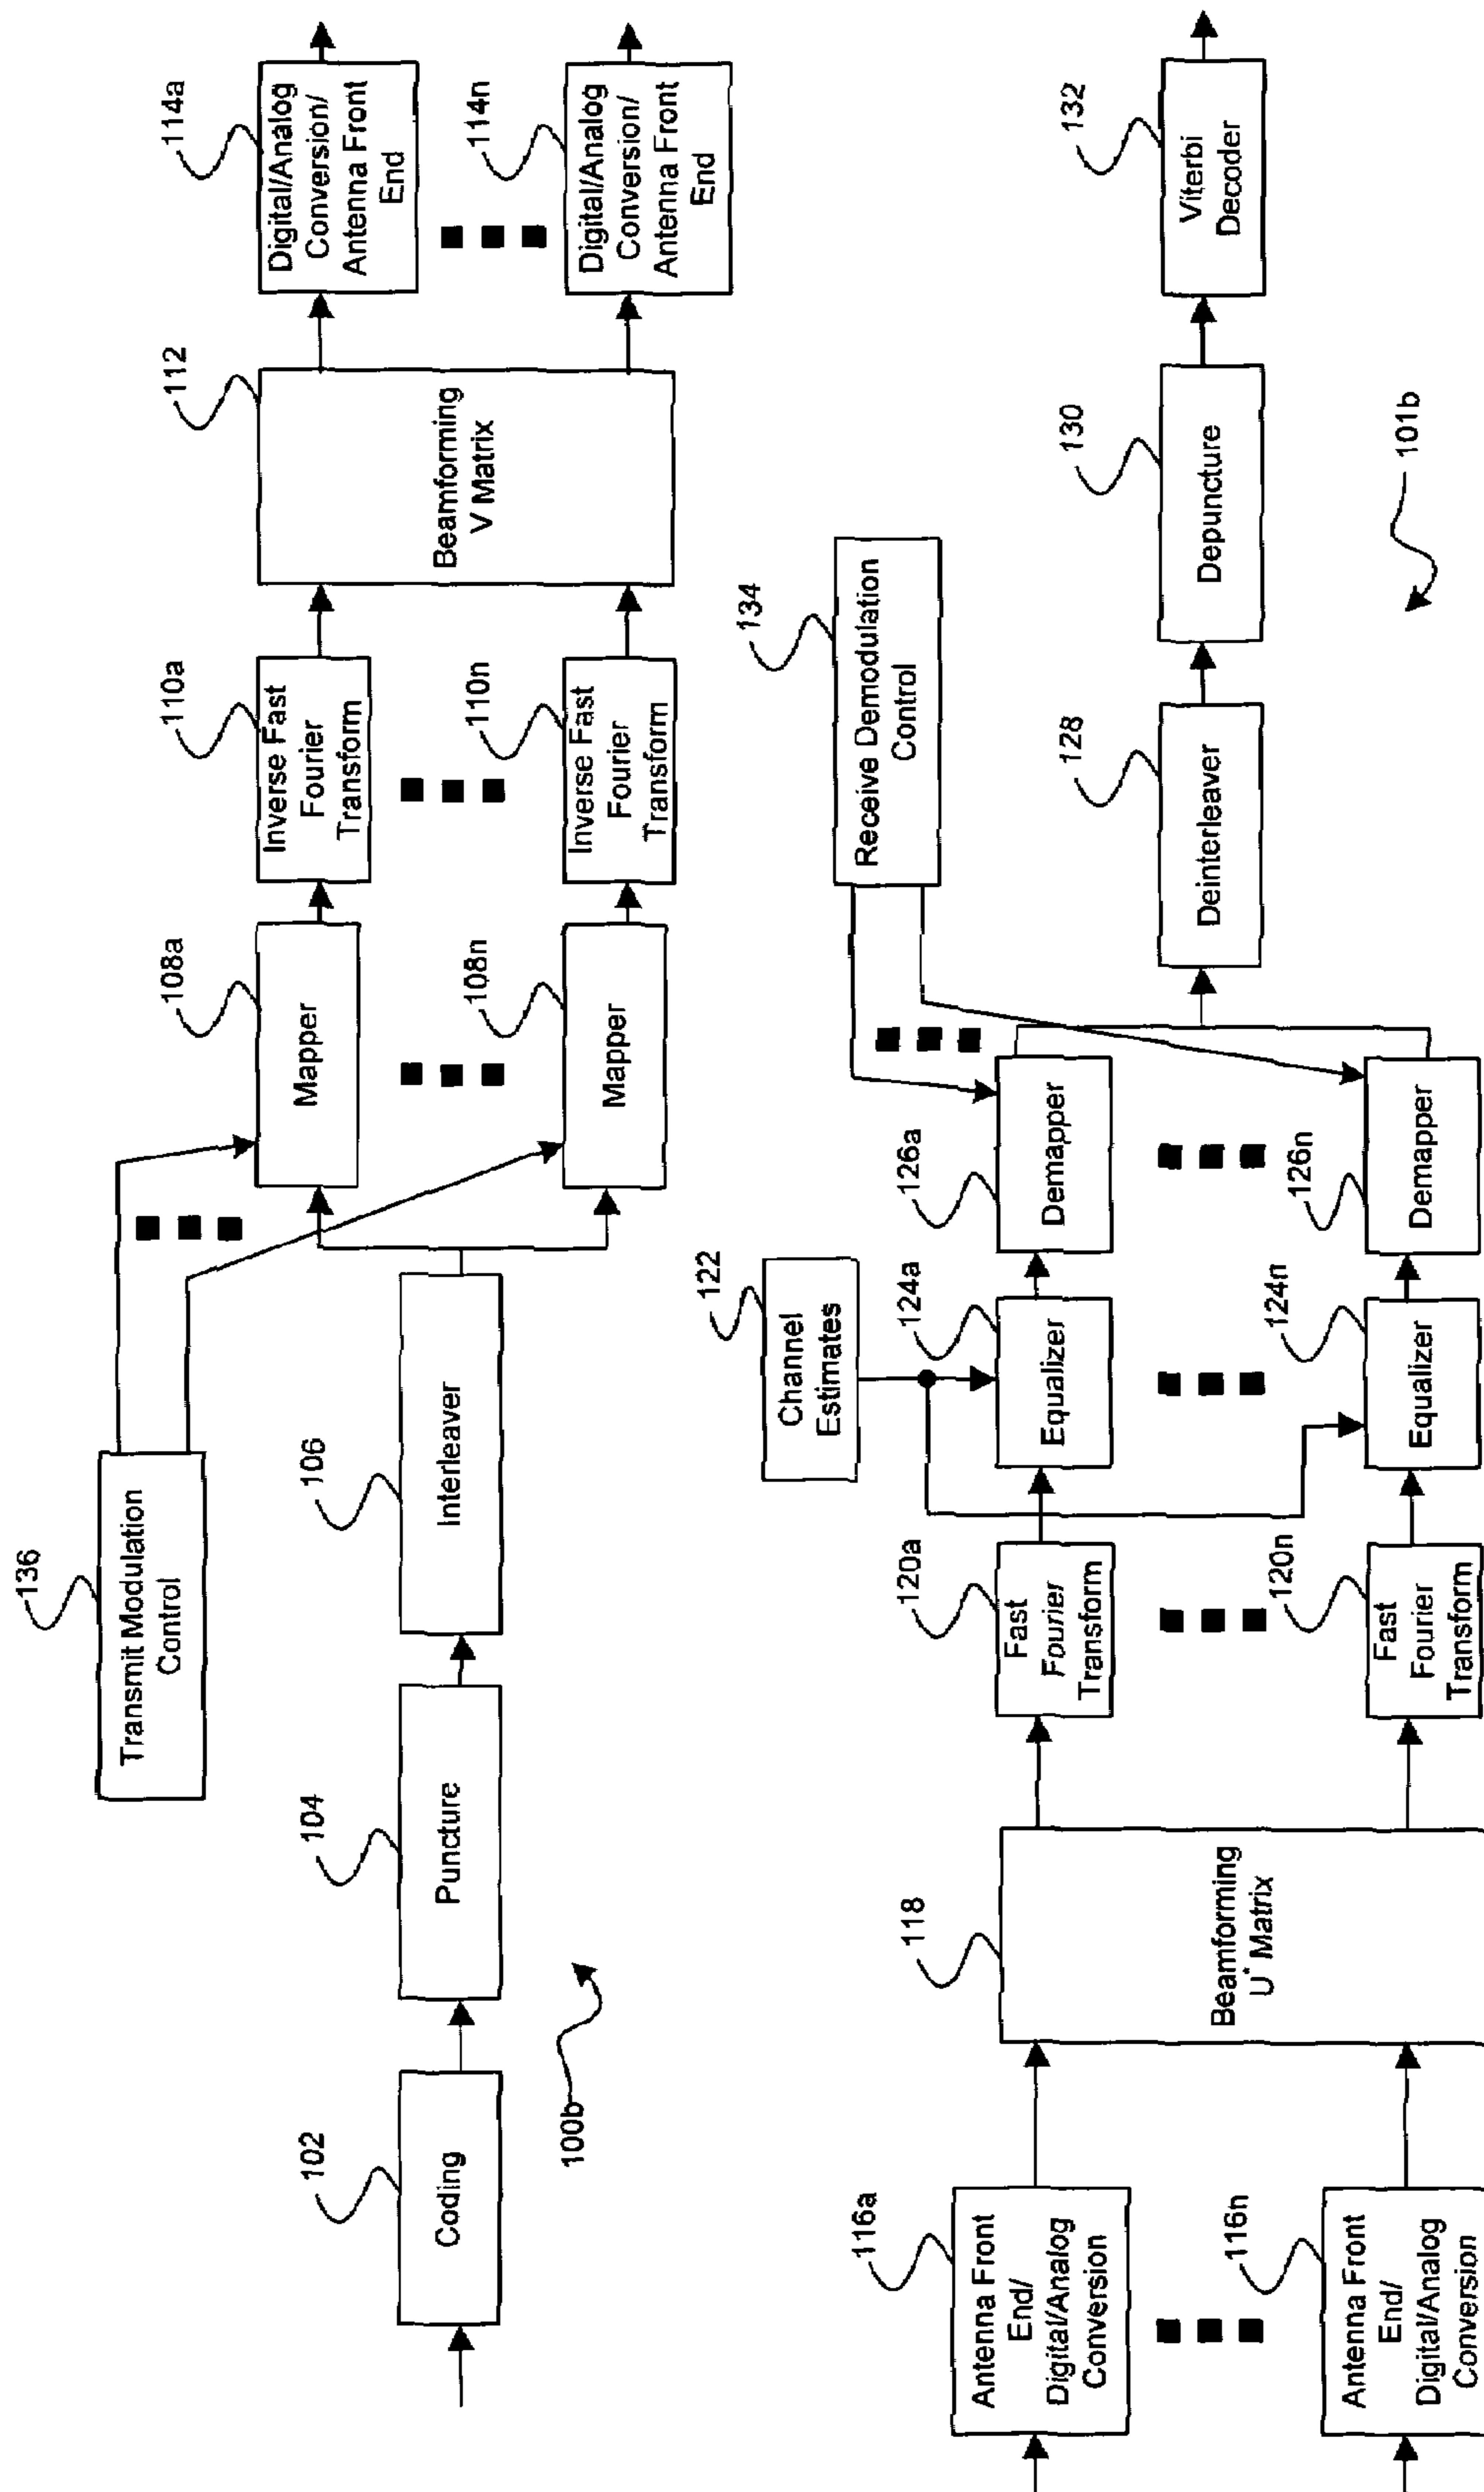 136
Transmit Modulation
Control
102
Coding
104
Puncture
106
Interleaver
108a
Mapper
108n
Mapper
110a
Inverse Fast
Fourier
Transform
110n
Inverse Fast
Fourier
Transform
112
Beamforming
V Matrix
114a
Digital/Analog
Conversion/
Antenna Front
End
114n
Digital/Analog
Conversion/
Antenna Front
End
100b
116a
Antenna Front
End/
Digital/Analog
Conversion
116n
Antenna Front
End/
Digital/Analog
Conversion
118
Beamforming
U* Matrix
120a
Fast
Fourier
Transform
120n
Fast
Fourier
Transform
122
Channel
Estimates
124a
Equalizer
124n
Equalizer
126a
Demapper
126n
Demapper
134
Receive Demodulation
Control
128
Deinterleaver
130
Depuncture
132
Viterbi
Decoder
101b